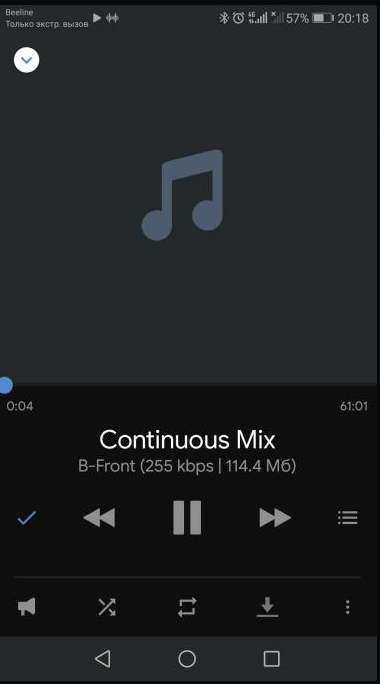 Beeline
Только экстр. вызов
4G 57% 20:18
0:04 61:01
Continuous Mix
B-Front (255 kbps | 114.4 Мб)